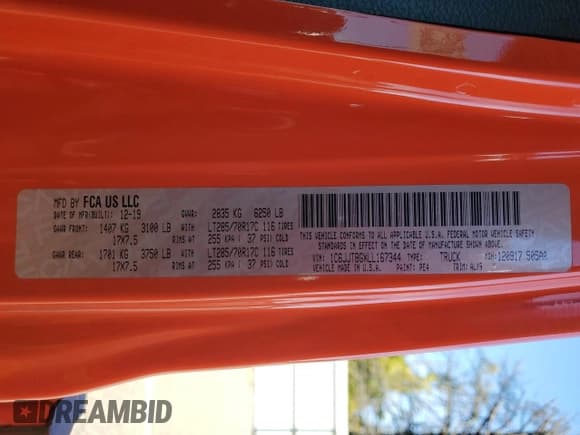 MFD BY FCA US LLC
DATE OF MFR(BUILT): 12-19 GVWR: 2835 KG 6250 LB
GAWR FRONT: 1407 KG 3100 LB WITH LT285/70R17C 116 TIRES
17X7.5 RIMS AT 255 KPA ( 37 PSI) COLD
GAWR REAR: 1701 KG 3750 LB WITH LT285/70R17C 116 TIRES
17X7.5 RIMS AT 255 KPA ( 37 PSI) COLD
THIS VEHICLE CONFORMS TO ALL APPLICABLE U.S.A. FEDERAL MOTOR VEHICLE SAFETY
STANDARDS IN EFFECT IN U.S.A. ON THE DATE OF MANUFACTURE SHOWN ABOVE.
VIN: 1C6JJTBGXLL167344 TYPE: TRUCK MDH: 120917 505AA
VEHICLE MADE IN U.S.A. PAINT: PE4 TRIM: ALX9
DREAMBID